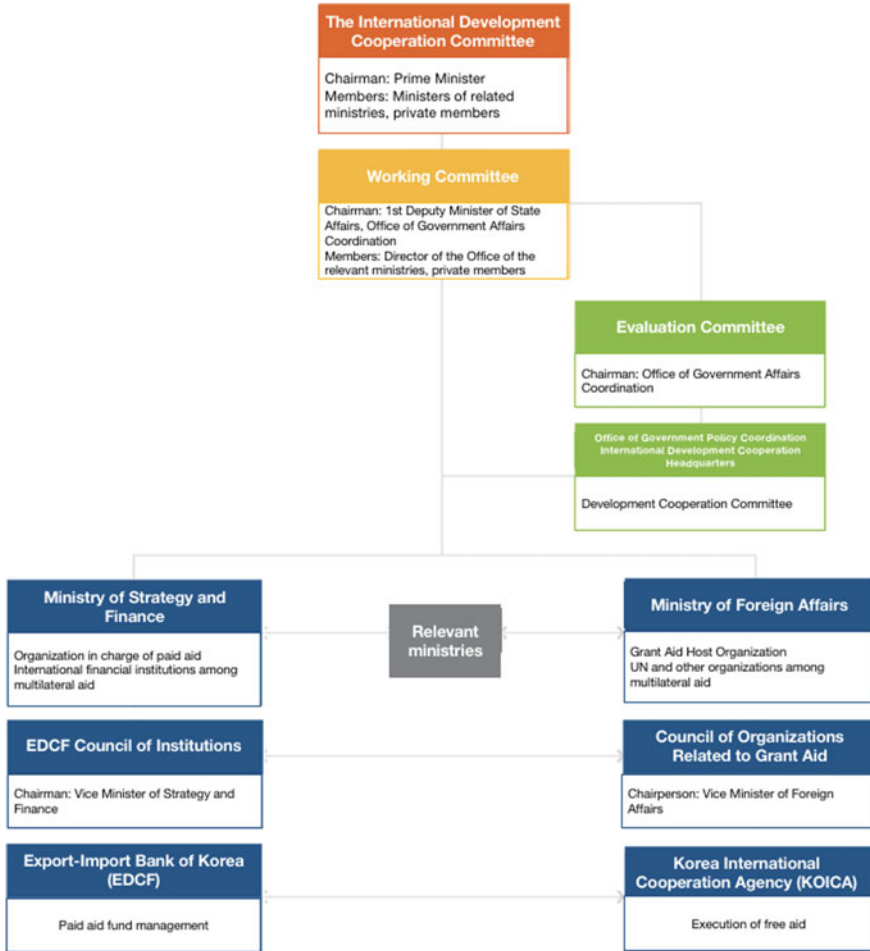 The International Development
Cooperation Committee
Chairman: Prime Minister
Members: Ministers of related
ministries, private members
Working Committee
Chairman: 1st Deputy Minister of State
Affairs, Office of Government Affairs
Coordination
Members: Director of the Office of the
relevant ministries, private members
Evaluation Committee
Chairman: Office of Government Affairs
Coordination
Office of Government Policy Coordination
International Development Cooperation
Headquarters
Development Cooperation Committee
Ministry of Strategy and
Finance
Organization in charge of paid aid
International financial institutions among
multilateral aid
Relevant
ministries
Ministry of Foreign Affairs
Grant Aid Host Organization
UN and other organizations among
multilateral aid
EDCF Council of Institutions
Chairman: Vice Minister of Strategy and
Finance
Council of Organizations
Related to Grant Aid
Chairperson: Vice Minister of Foreign
Affairs
Export-Import Bank of Korea
(EDCF)
Paid aid fund management
Korea International
Cooperation Agency (KOICA)
Execution of free aid